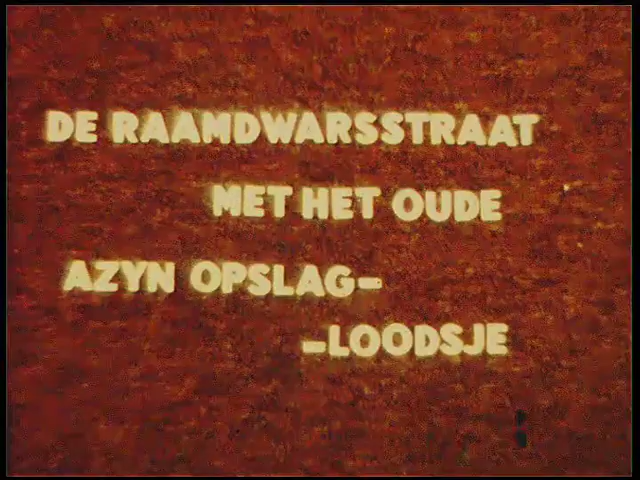 DE RAAMDWARSSTRAAT
MET HET OUDE
AZYN OPSLAG-
-LOODSJE